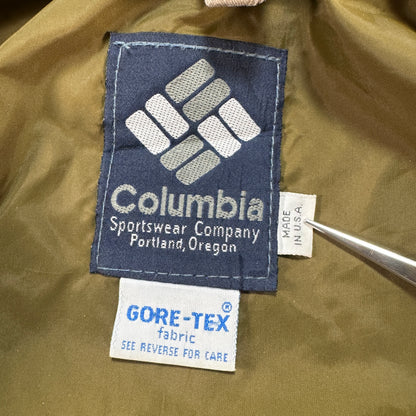 Columbia
Sportswear Company
Portland, Oregon
MADE
IN U.S.A.
GORE-TEX®
fabric
SEE REVERSE FOR CARE